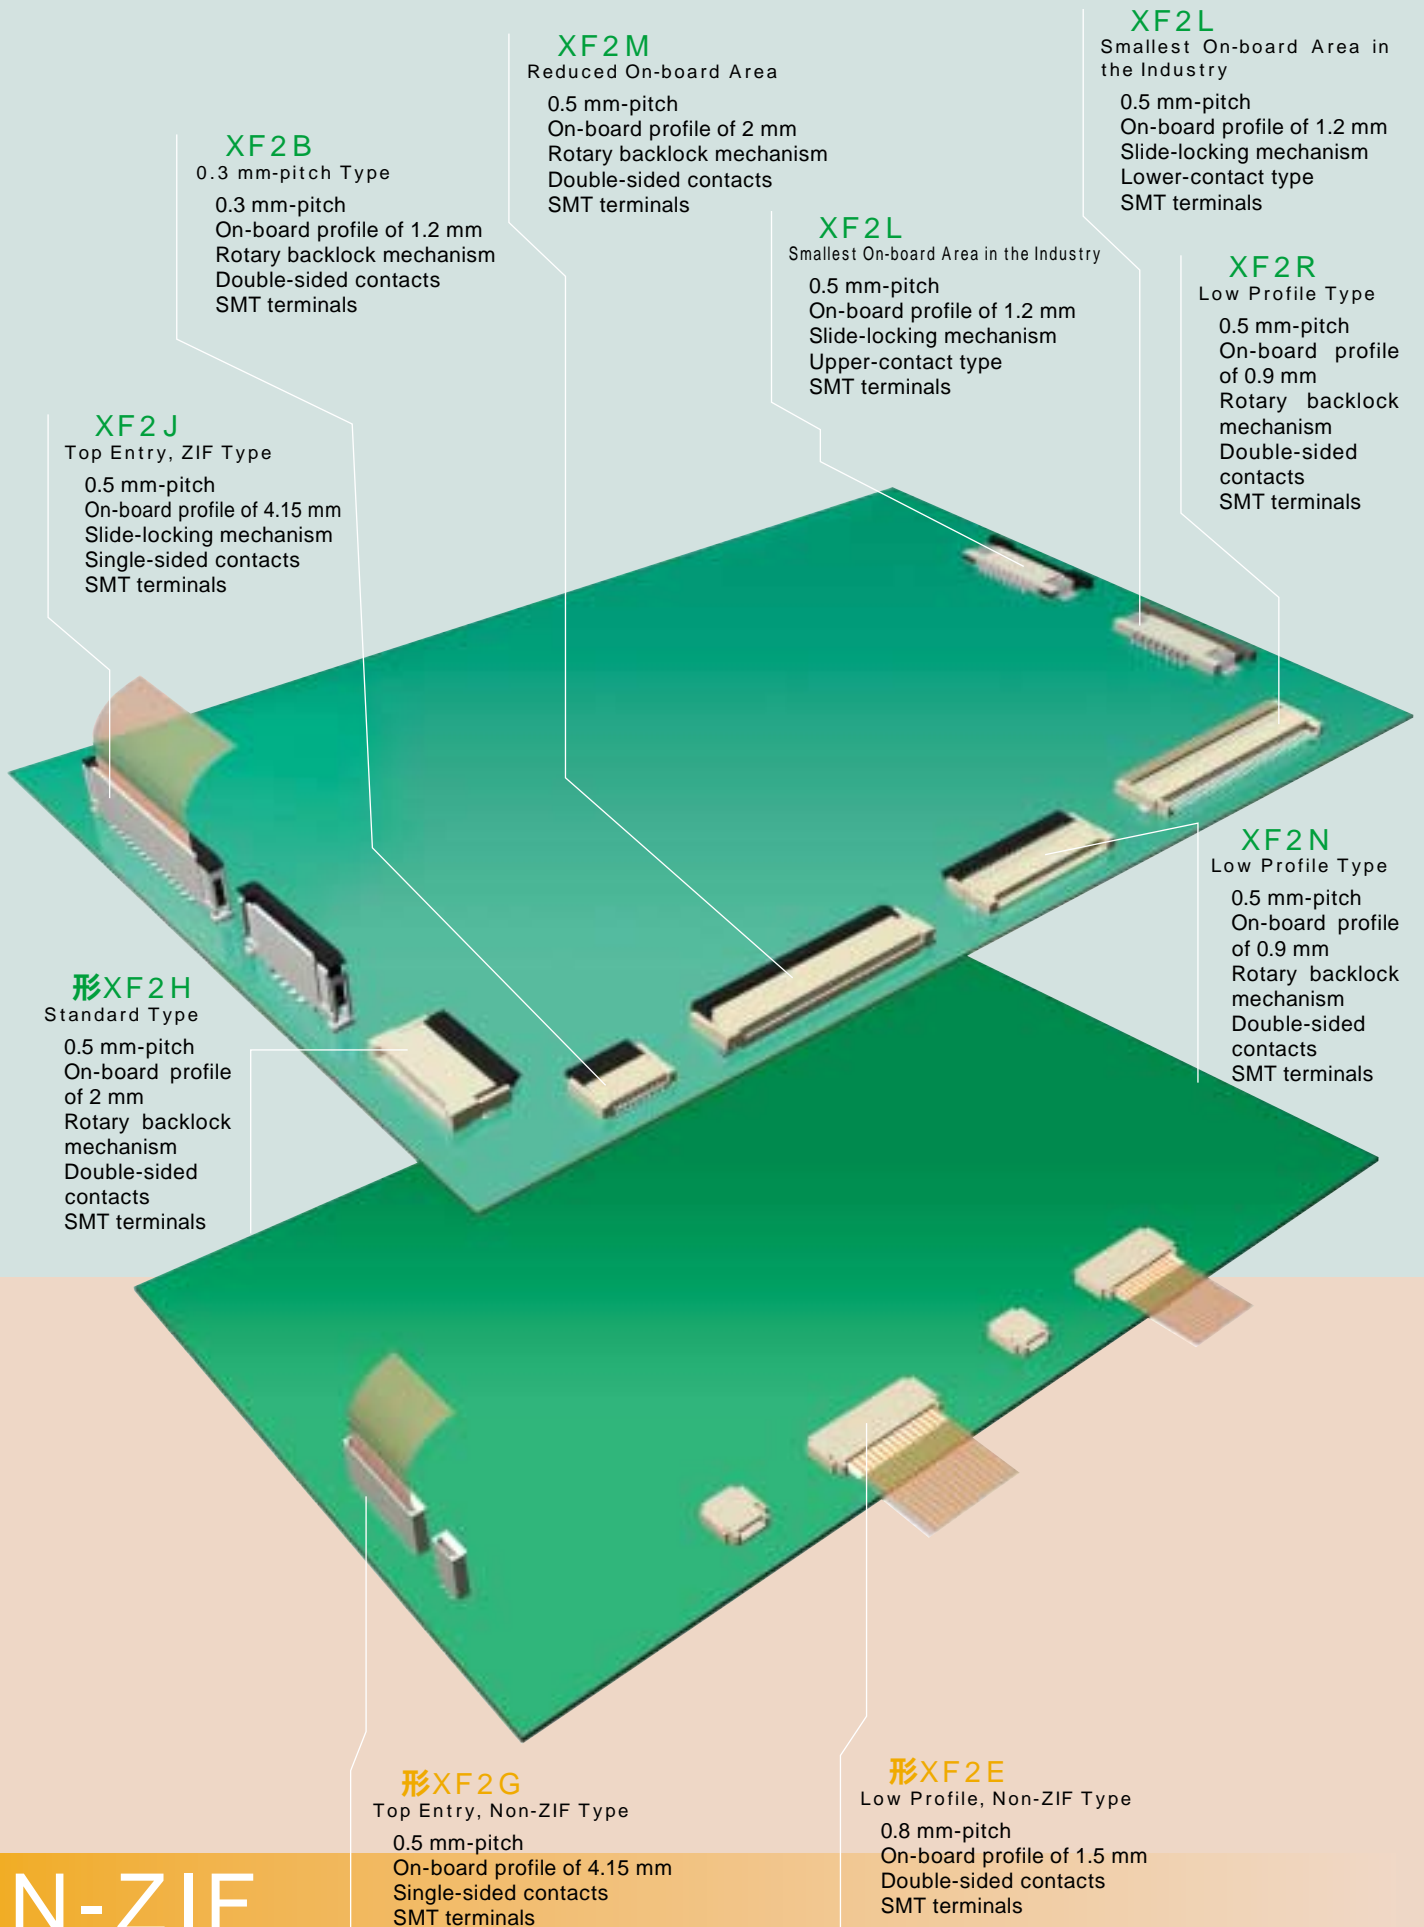 XF2L
Smallest On-board Area in
the Industry
0.5 mm-pitch
On-board profile of 1.2 mm
Slide-locking mechanism
Lower-contact type
SMT terminals
XF2M
Reduced On-board Area
0.5 mm-pitch
On-board profile of 2 mm
Rotary backlock mechanism
Double-sided contacts
SMT terminals
XF2B
0.3 mm-pitch Type
0.3 mm-pitch
On-board profile of 1.2 mm
Rotary backlock mechanism
Double-sided contacts
SMT terminals
XF2L
Smallest On-board Area in the Industry
0.5 mm-pitch
On-board profile of 1.2 mm
Slide-locking mechanism
Upper-contact type
SMT terminals
XF2R
Low Profile Type
0.5 mm-pitch
On-board profile
of 0.9 mm
Rotary backlock
mechanism
Double-sided
contacts
SMT terminals
XF2J
Top Entry, ZIF Type
0.5 mm-pitch
On-board profile of 4.15 mm
Slide-locking mechanism
Single-sided contacts
SMT terminals
XF2N
Low Profile Type
0.5 mm-pitch
On-board profile
of 0.9 mm
Rotary backlock
mechanism
Double-sided
contacts
SMT terminals
形XF2H
Standard Type
0.5 mm-pitch
On-board profile
of 2 mm
Rotary backlock
mechanism
Double-sided
contacts
SMT terminals
形XF2G
Top Entry, Non-ZIF Type
0.5 mm-pitch
On-board profile of 4.15 mm
Single-sided contacts
SMT terminals
形XF2E
Low Profile, Non-ZIF Type
0.8 mm-pitch
On-board profile of 1.5 mm
Double-sided contacts
SMT terminals
N-ZIF